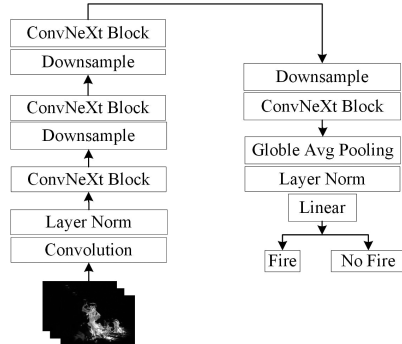 ConvNeXt Block
Downsample
ConvNeXt Block
Downsample
ConvNeXt Block
Layer Norm
Convolution
Downsample
ConvNeXt Block
Globle Avg Pooling
Layer Norm
Linear
Fire
No Fire